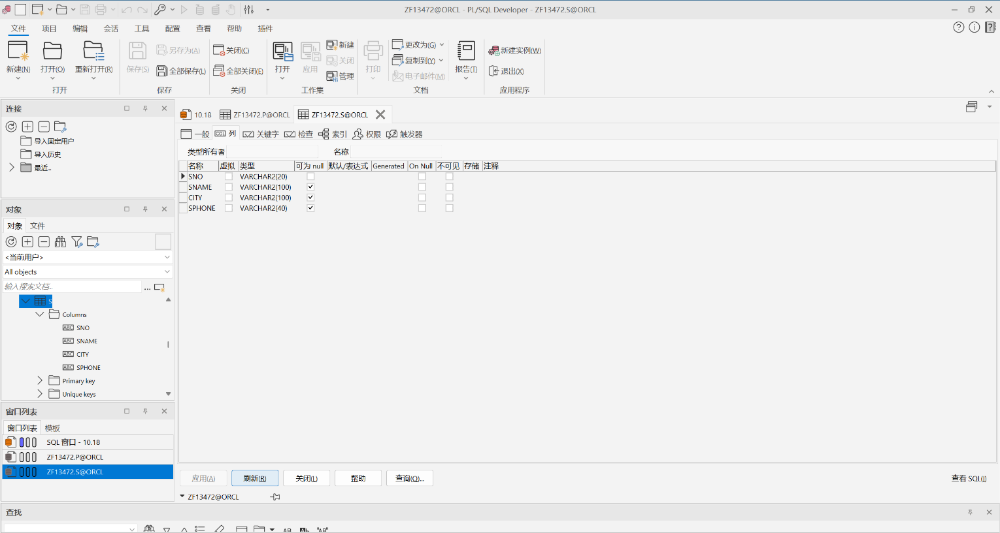 ZF13472@ORCL - PL/SQL Developer - ZF13472.S@ORCL
文件 项目 编辑 会话 工具 配置 查看 帮助 插件
新建(N) 打开(O) 重新打开(R)
打开
保存(S) 另存为(A) 全部保存(L)
保存
关闭(C) 全部关闭(E)
关闭
打开 应用 新建 关闭 管理
工作集
打印 更改为(G) 复制到(Y) 电子邮件(M)
文档
报告(T)
新建实例(W) 退出(X)
应用程序
连接
导入固定用户
导入历史
最近..
对象
对象 文件
<当前用户>
All objects
输入搜索文档...
...
S
Columns
ABC SNO
ABC SNAME
ABC CITY
ABC SPHONE
Primary key
Unique keys
窗口列表
窗口列表 模板
SQL 窗口 - 10.18
ZF13472.P@ORCL
ZF13472.S@ORCL
10.18 ZF13472.P@ORCL ZF13472.S@ORCL
一般 COL 列 关键字 检查 索引 权限 触发器
类型所有者 名称
名称 虚拟 类型 可为 null 默认/表达式 Generated On Null 不可见 存储 注释
SNO VARCHAR2(20)
SNAME VARCHAR2(100)
CITY VARCHAR2(100)
SPHONE VARCHAR2(40)
应用(A) 刷新(R) 关闭(L) 帮助 查询(Q)... 查看 SQL(J)
ZF13472@ORCL
查找